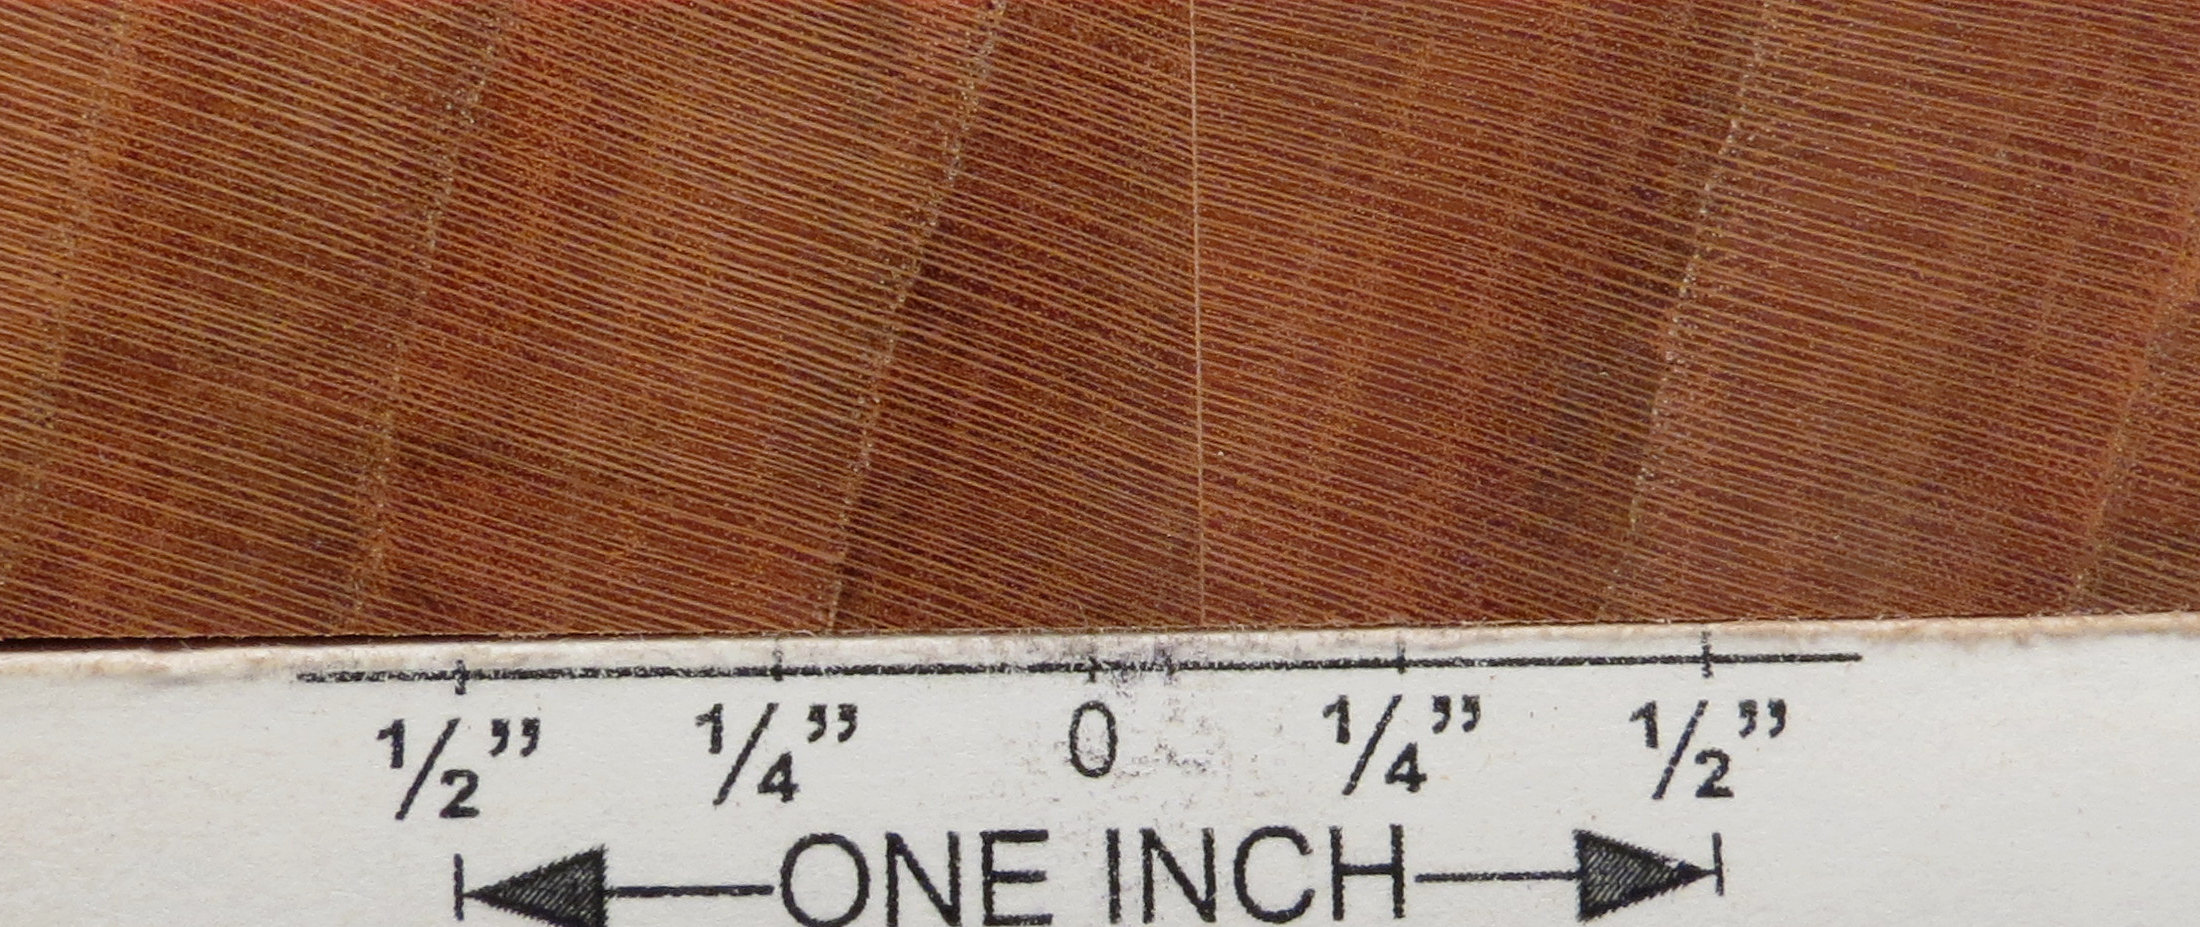 1/2” 1/4” 0 1/4” 1/2”
ONE INCH